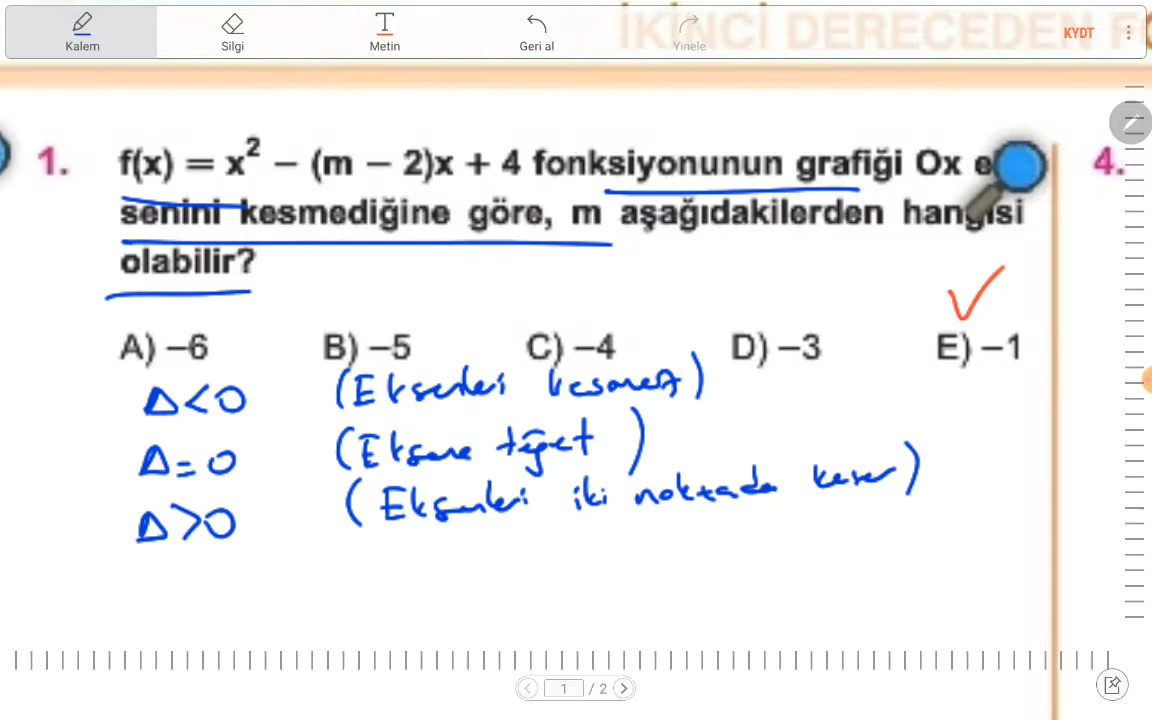 Kalem Silgi Metin Geri al Yinele KYDT
İKİNCİ DERECEDEN FO
1. f(x) = x² − (m − 2)x + 4 fonksiyonunun grafiği Ox e
senini kesmediğine göre, m aşağıdakilerden hangisi
olabilir?
A) −6 B) −5 C) −4 D) −3 E) −1
Δ<0 (Eksenleri kesmez)
Δ=0 (Eksene teğet)
Δ>0 (Eksenleri iki noktada keser)
4.
1 / 2